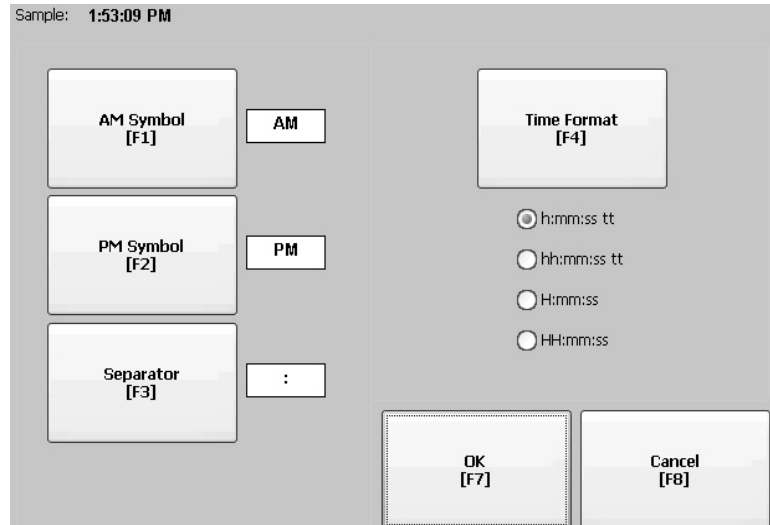 Sample: 1:53:09 PM
AM Symbol
[F1]
AM
PM Symbol
[F2]
PM
Separator
[F3]
:
Time Format
[F4]
h:mm:ss tt
hh:mm:ss tt
H:mm:ss
HH:mm:ss
OK
[F7]
Cancel
[F8]